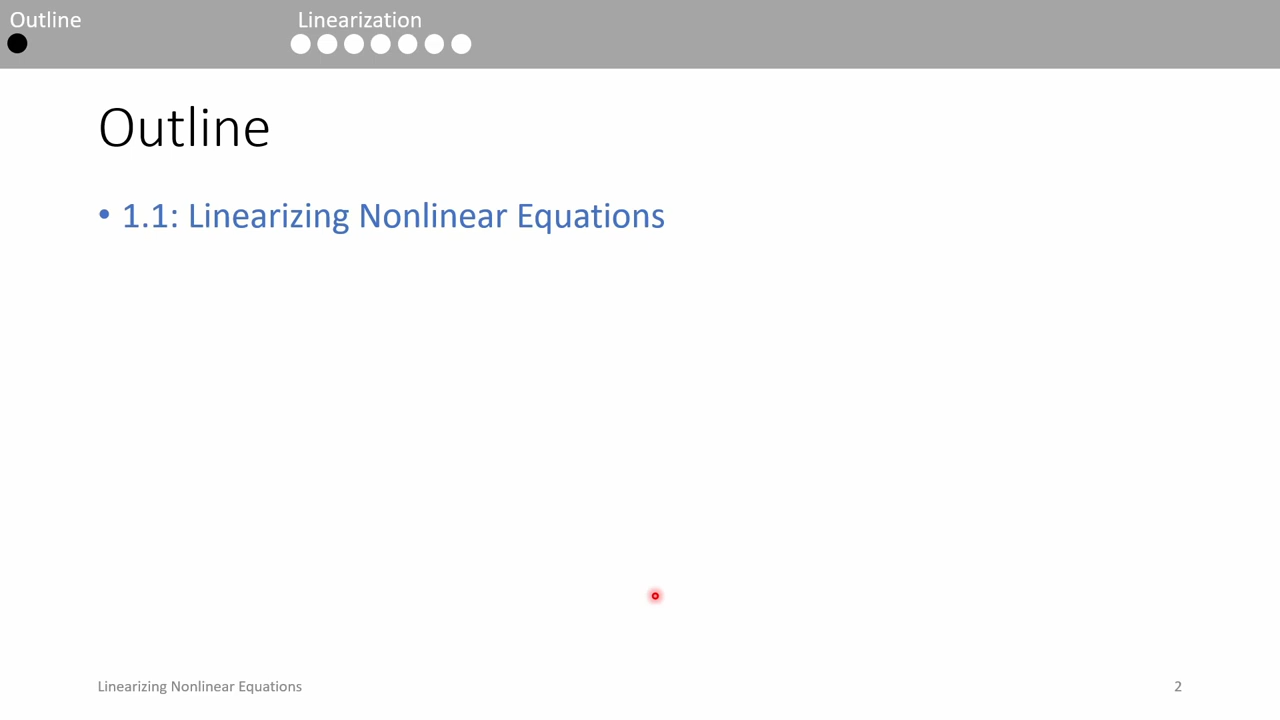 Outline
Linearization
Outline
• 1.1: Linearizing Nonlinear Equations
Linearizing Nonlinear Equations
2